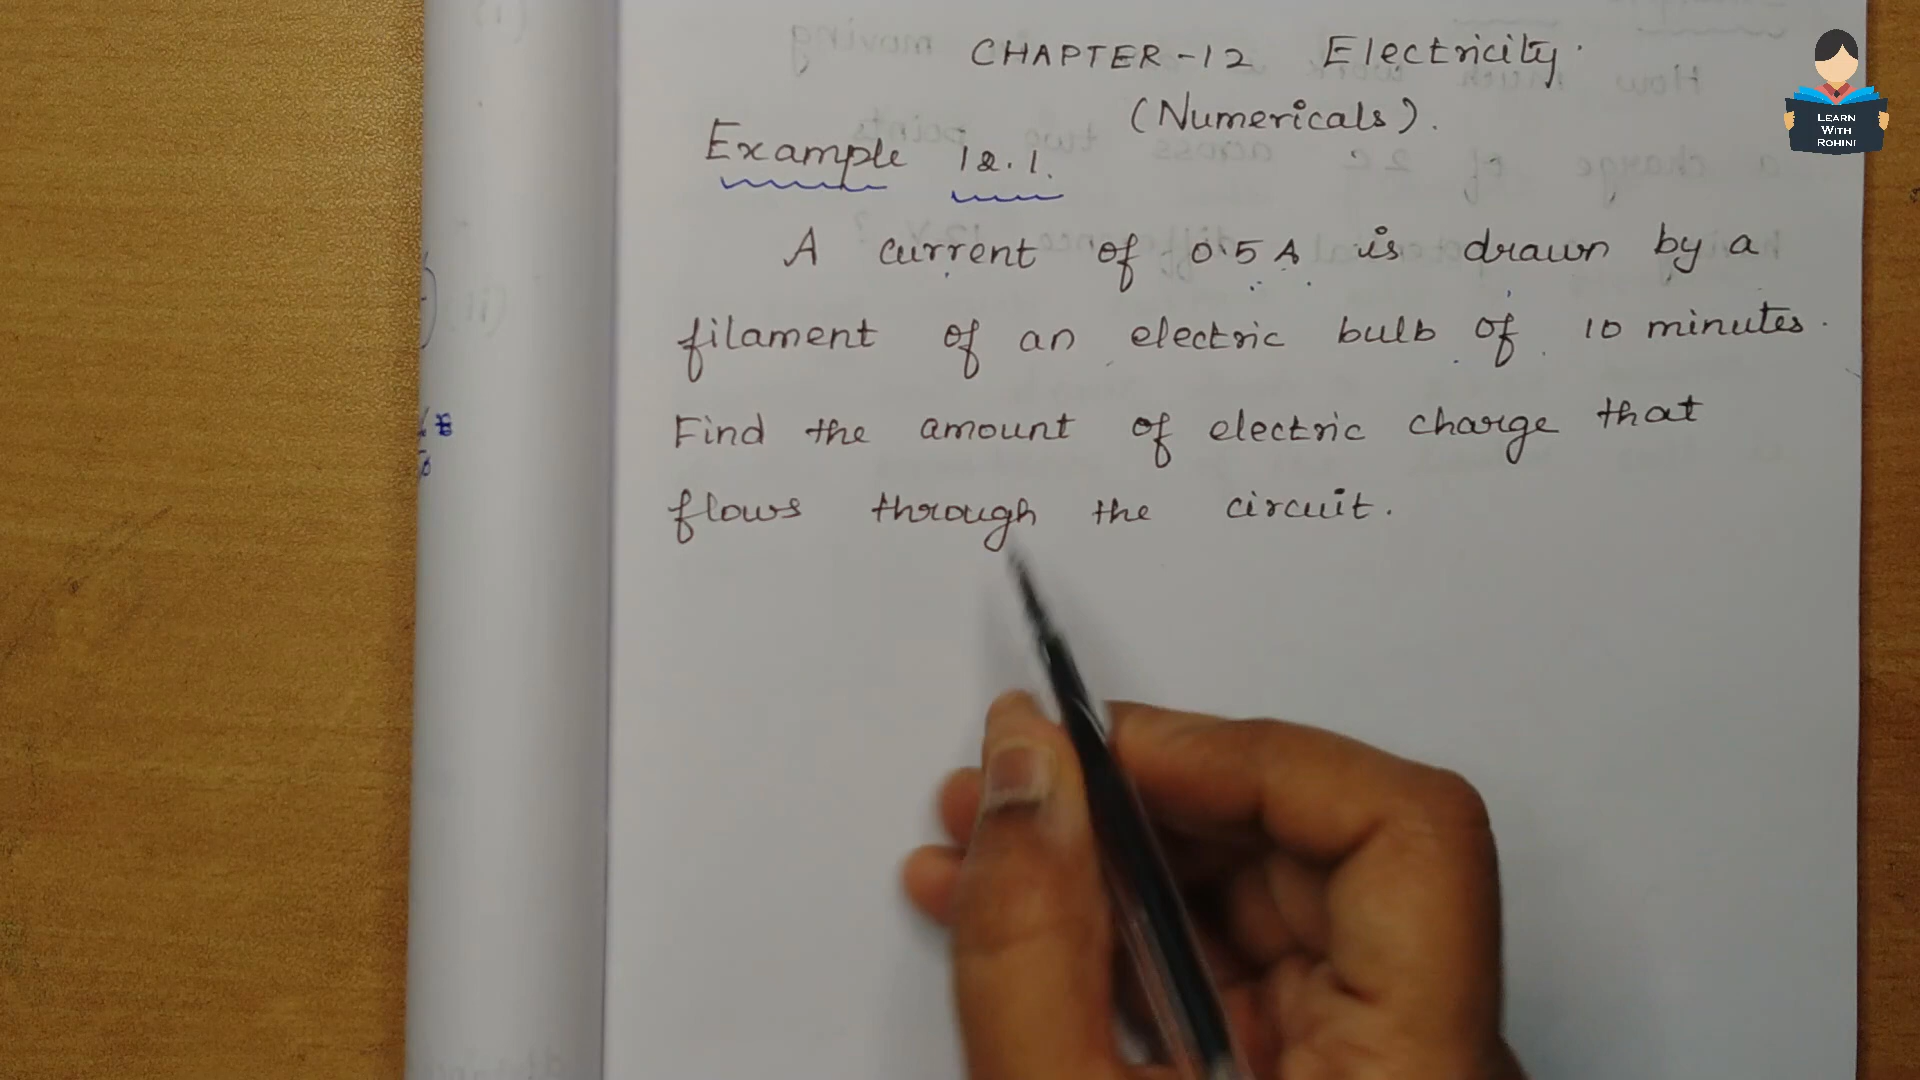 CHAPTER-12 Electricity.
(Numericals).
Example 12.1.
A current of 0.5 A is drawn by a
filament of an electric bulb of 10 minutes.
Find the amount of electric charge that
flows through the circuit.
LEARN
WITH
ROHINI